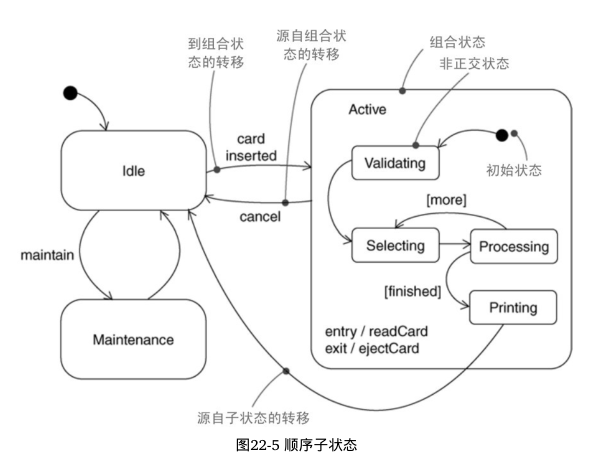 到组合状
态的转移
源自组合状
态的转移
组合状态
非正交状态
Active
card
inserted
Idle
Validating
初始状态
[more]
cancel
maintain
Selecting
Processing
[finished]
Printing
Maintenance
entry / readCard
exit / ejectCard
源自子状态的转移
图22-5 顺序子状态